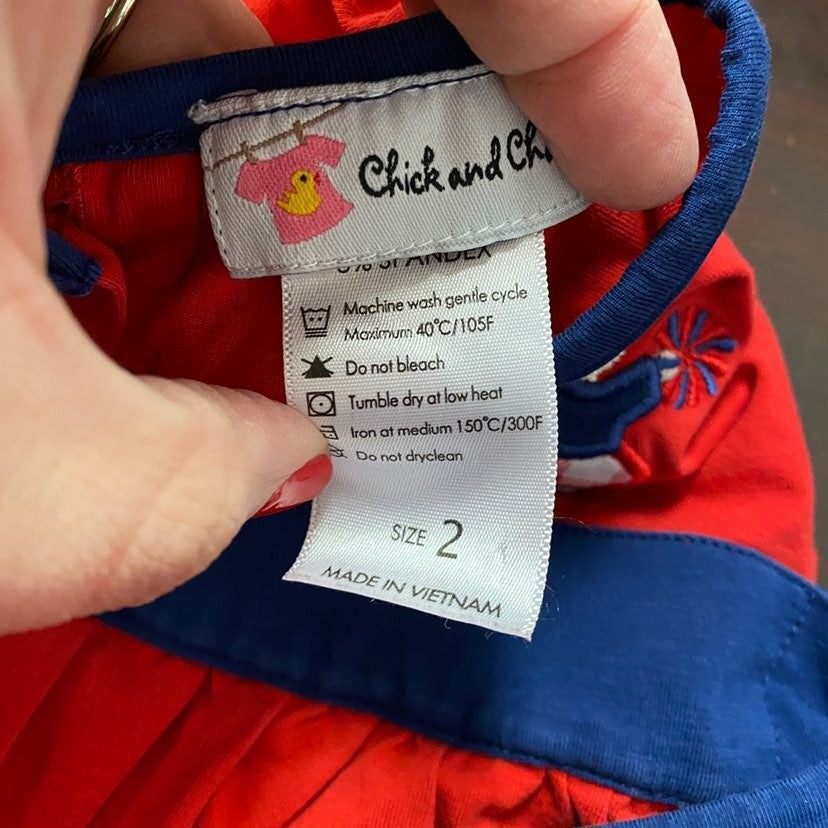 Chick and
SPANDEX
Machine wash gentle cycle
Maximum 40°C/105F
Do not bleach
Tumble dry at low heat
Iron at medium 150°C/300F
Do not dryclean
SIZE 2
MADE IN VIETNAM